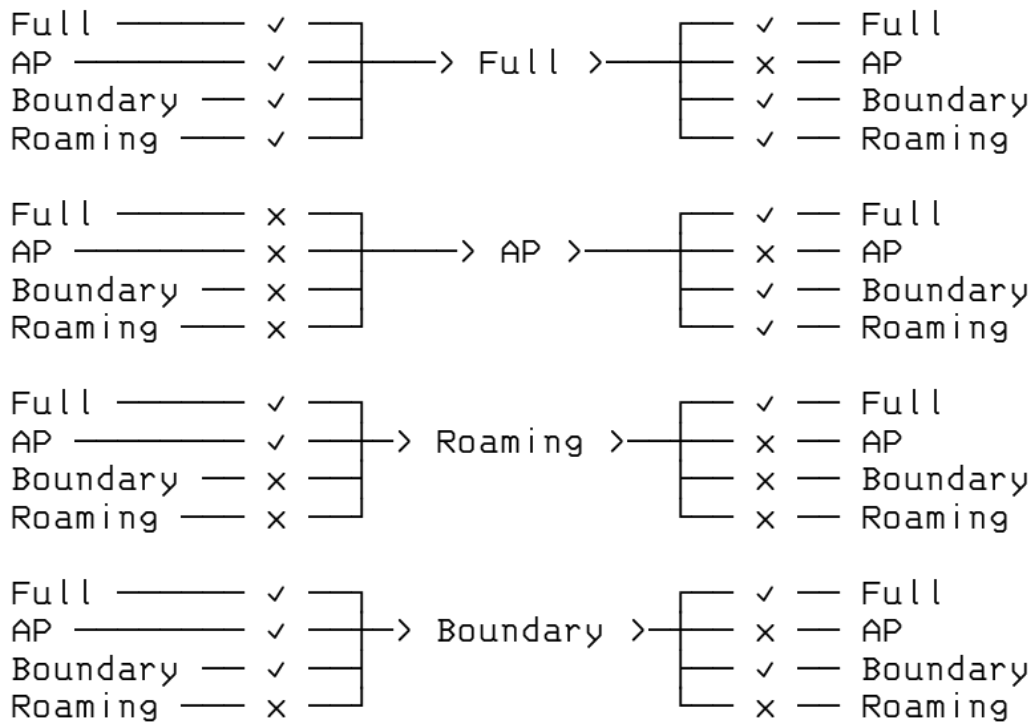 Full ──────── ✓ ───┐ ┌─── ✓ ── Full
AP ────────── ✓ ───┼────> Full >────┼─── × ── AP
Boundary ── ✓ ───┤ ├─── ✓ ── Boundary
Roaming ─── ✓ ───┘ └─── ✓ ── Roaming
Full ──────── × ───┐ ┌─── ✓ ── Full
AP ────────── × ───┼─────> AP >─────┼─── × ── AP
Boundary ── × ───┤ ├─── ✓ ── Boundary
Roaming ─── × ───┘ └─── ✓ ── Roaming
Full ──────── ✓ ───┐ ┌─── ✓ ── Full
AP ────────── ✓ ───┼─> Roaming >───┼─── × ── AP
Boundary ── × ───┤ ├─── × ── Boundary
Roaming ─── × ───┘ └─── × ── Roaming
Full ──────── ✓ ───┐ ┌─── ✓ ── Full
AP ────────── ✓ ───┼─> Boundary >──┼─── × ── AP
Boundary ── ✓ ───┤ ├─── ✓ ── Boundary
Roaming ─── × ───┘ └─── × ── Roaming